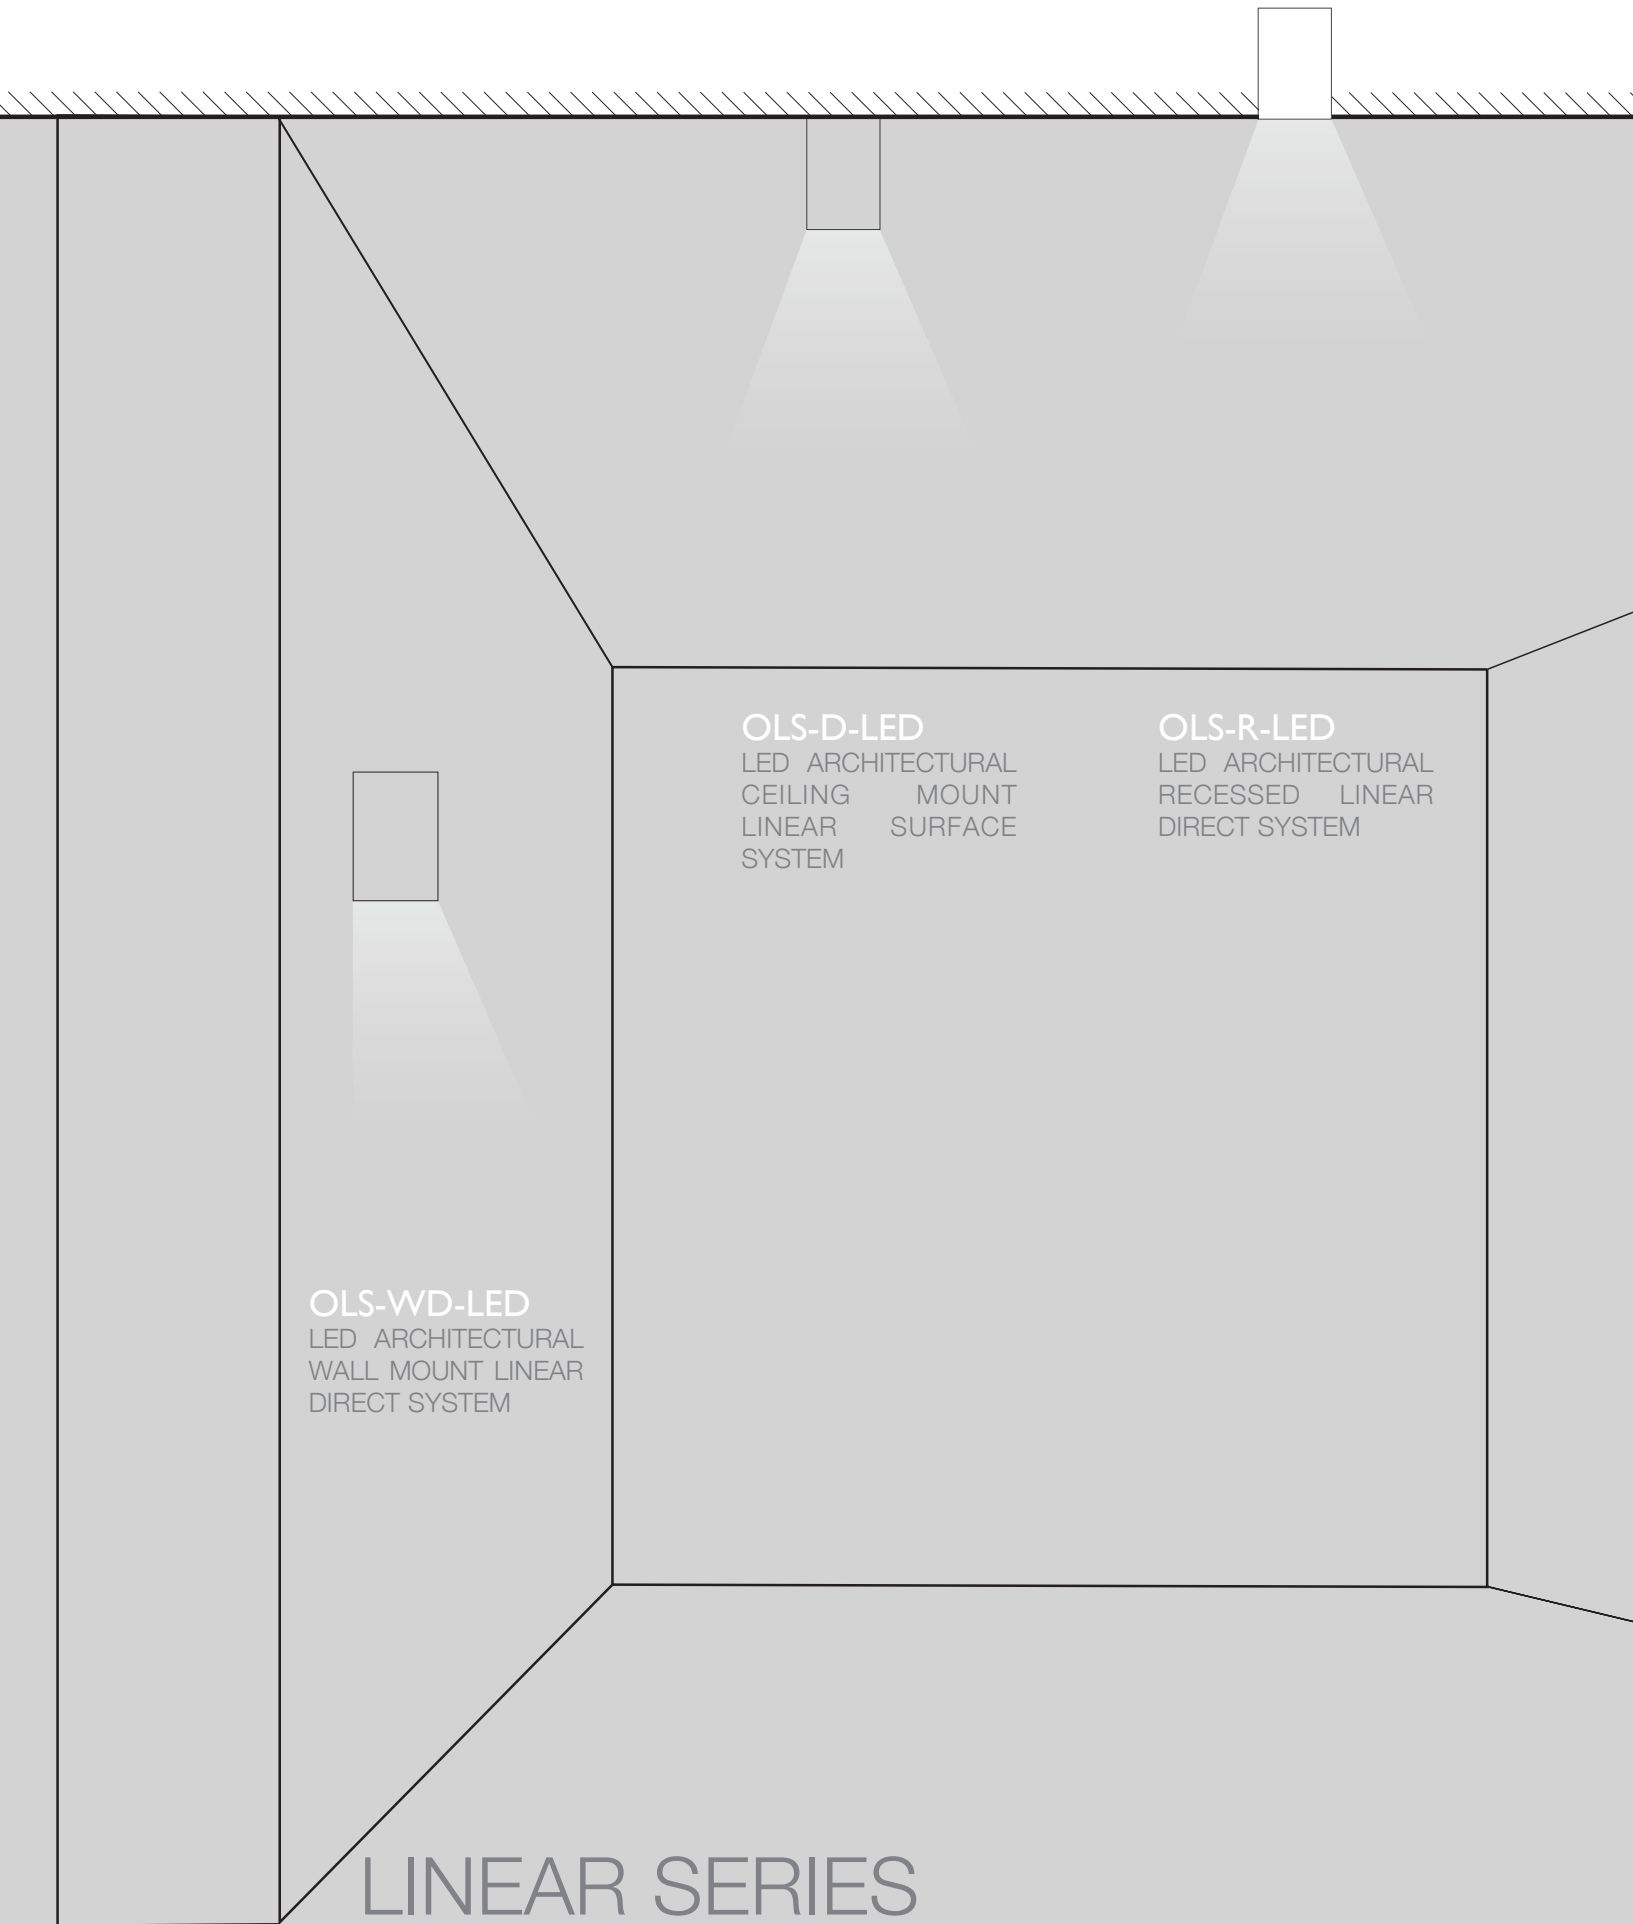 OLS-D-LED
LED ARCHITECTURAL
CEILING MOUNT
LINEAR SURFACE
SYSTEM
OLS-R-LED
LED ARCHITECTURAL
RECESSED LINEAR
DIRECT SYSTEM
OLS-WD-LED
LED ARCHITECTURAL
WALL MOUNT LINEAR
DIRECT SYSTEM
LINEAR SERIES